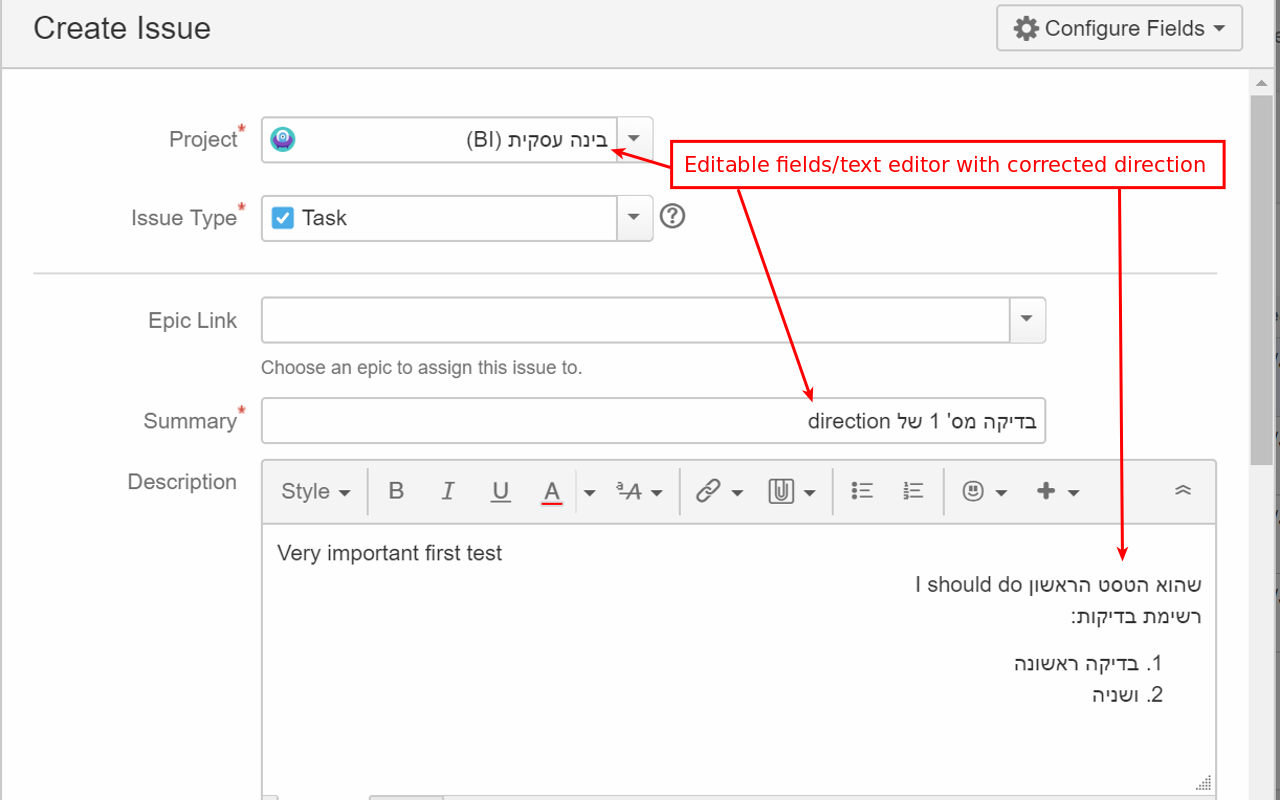 Create Issue
Configure Fields
Project*
בינה עסקית (BI)
Editable fields/text editor with corrected direction
Issue Type*
Task
Epic Link
Choose an epic to assign this issue to.
Summary*
בדיקה מס' 1 של direction
Description
Style B I U A ªA
Very important first test
שהוא הטסט הראשון I should do
רשימת בדיקות:
1. בדיקה ראשונה
2. ושניה